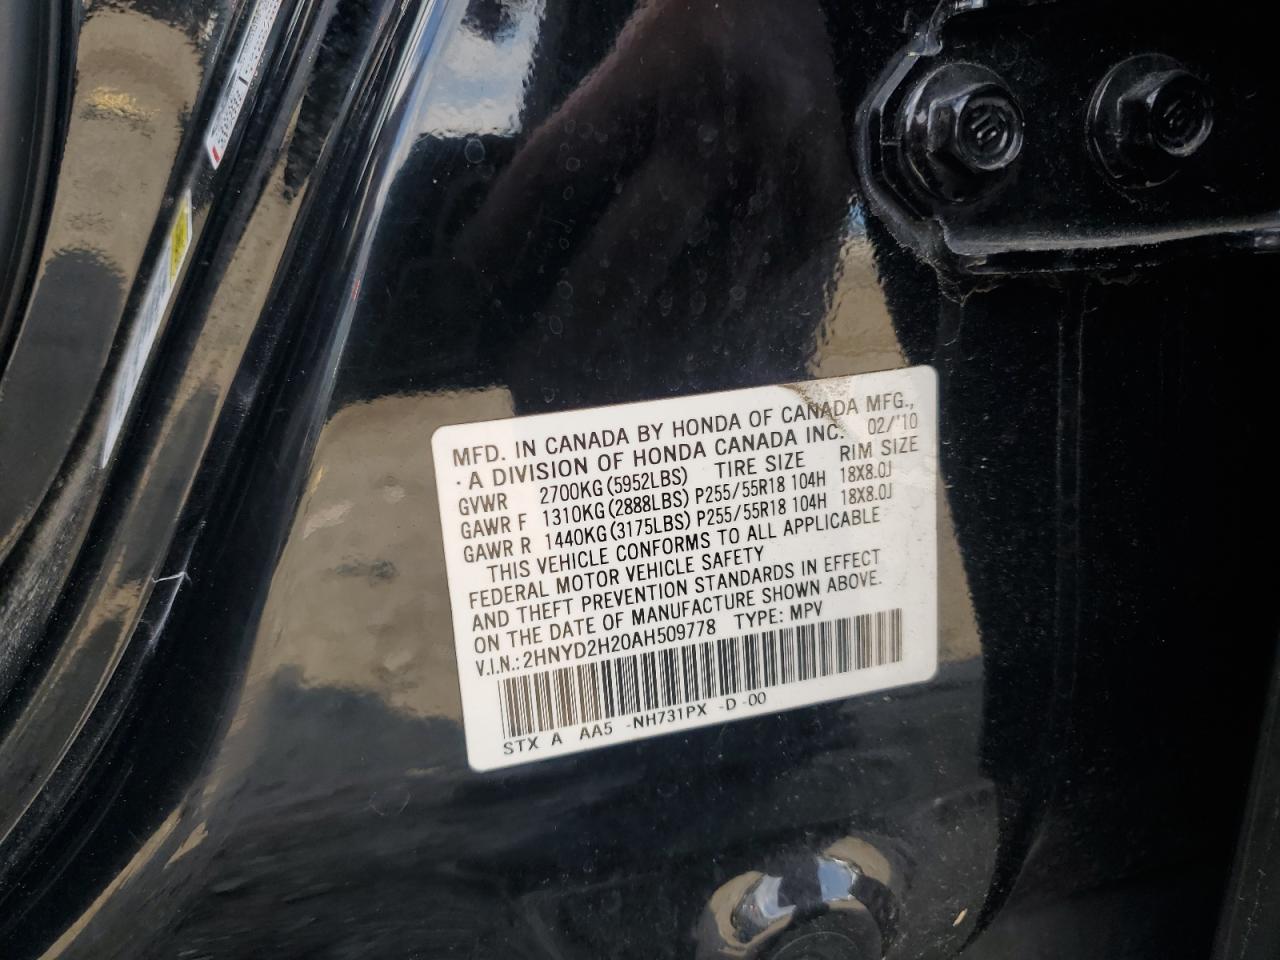 MFD. IN CANADA BY HONDA OF CANADA MFG.,
· A DIVISION OF HONDA CANADA INC. 02/'10
GVWR 2700KG (5952LBS) TIRE SIZE RIM SIZE
GAWR F 1310KG (2888LBS) P255/55R18 104H 18X8.0J
GAWR R 1440KG (3175LBS) P255/55R18 104H 18X8.0J
THIS VEHICLE CONFORMS TO ALL APPLICABLE
FEDERAL MOTOR VEHICLE SAFETY
AND THEFT PREVENTION STANDARDS IN EFFECT
ON THE DATE OF MANUFACTURE SHOWN ABOVE.
V.I.N.: 2HNYD2H20AH509778 TYPE: MPV
STX A AA5 -NH731PX -D -00